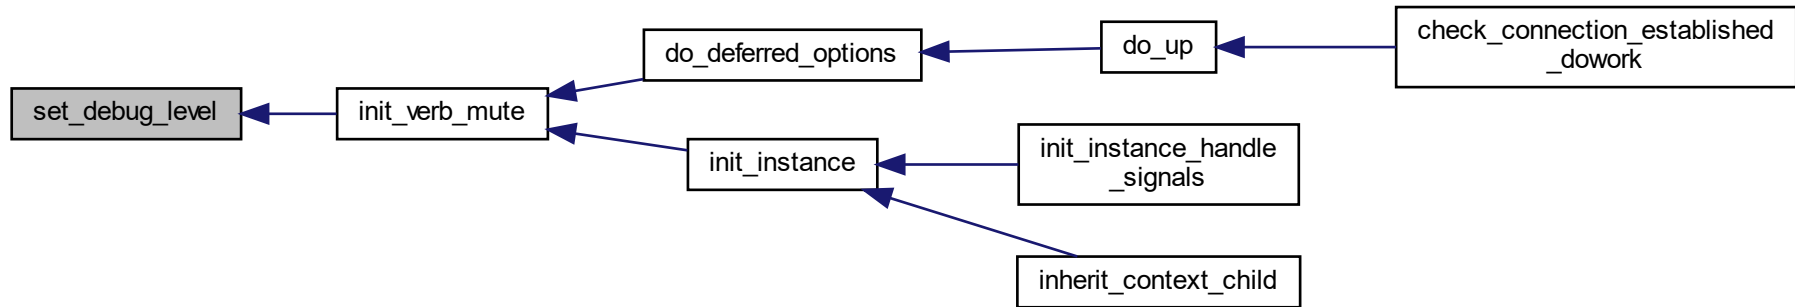 set_debug_level
init_verb_mute
do_deferred_options
do_up
check_connection_established
_dowork
init_instance
init_instance_handle
_signals
inherit_context_child